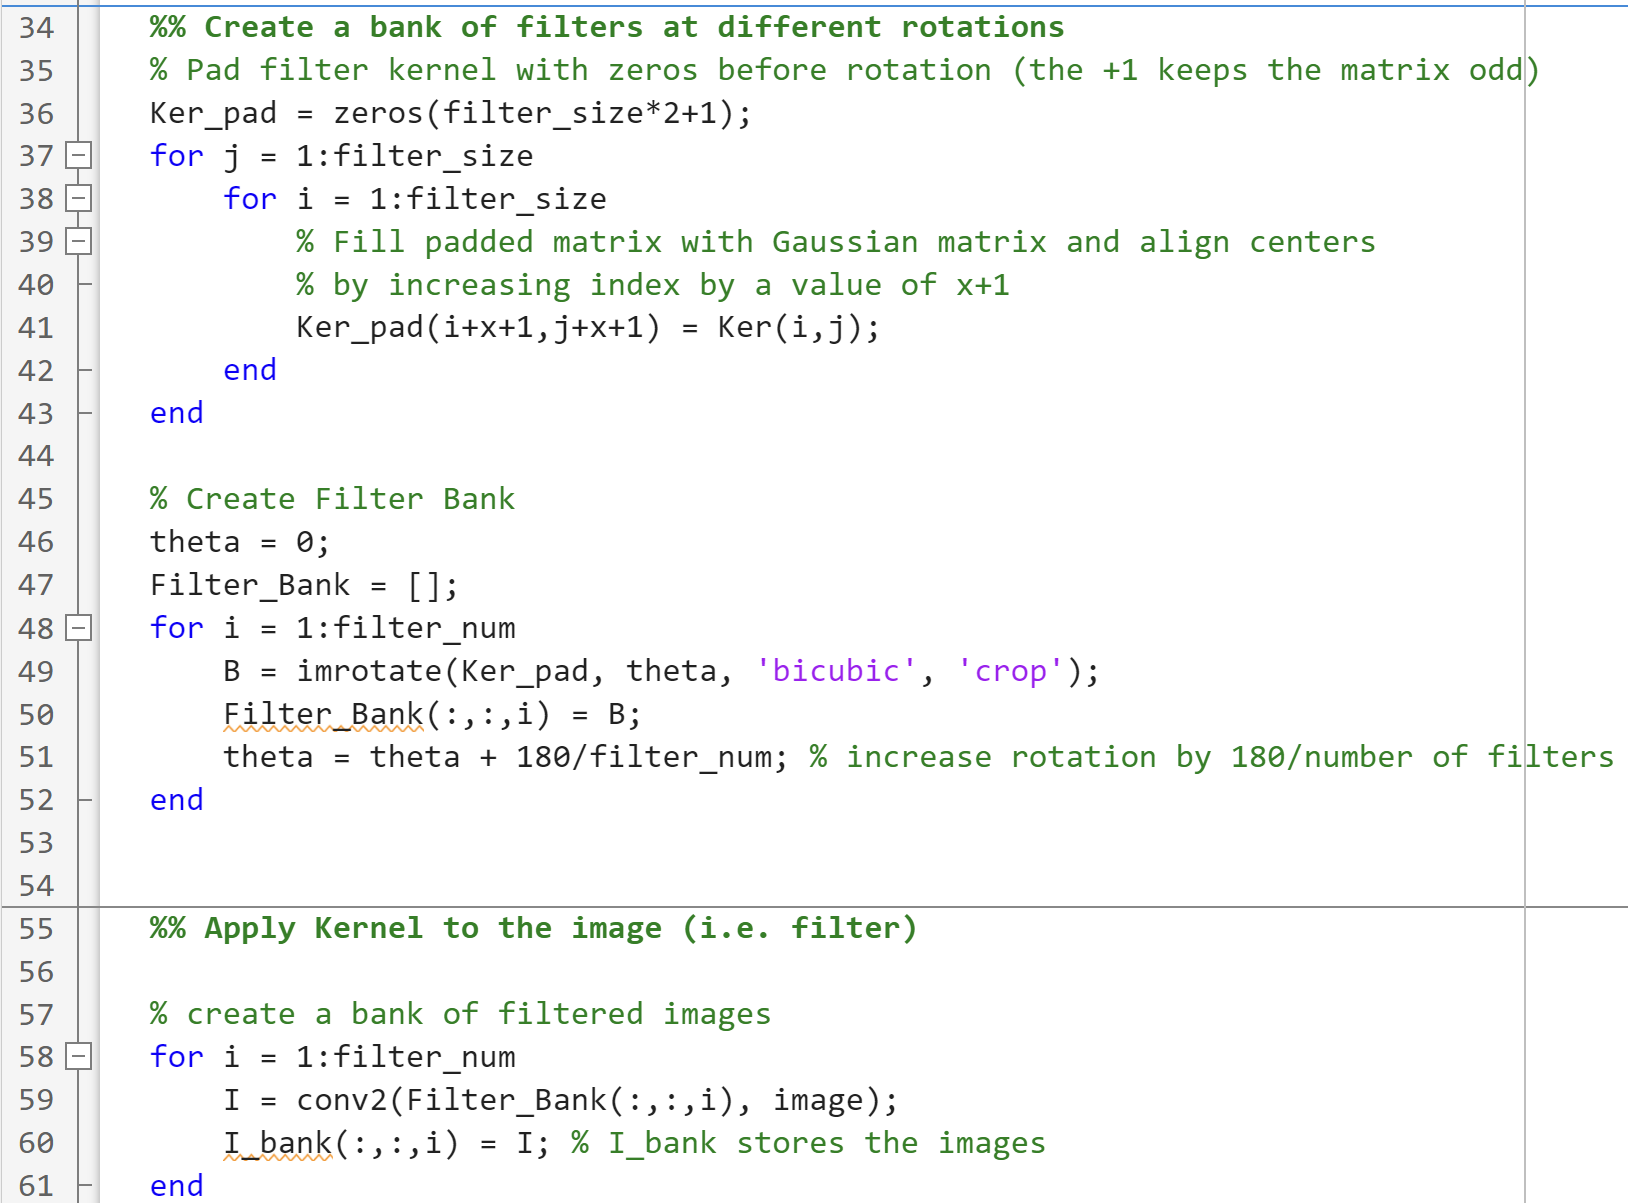 34 %% Create a bank of filters at different rotations
35 % Pad filter kernel with zeros before rotation (the +1 keeps the matrix odd)
36 Ker_pad = zeros(filter_size*2+1);
37 for j = 1:filter_size
38 for i = 1:filter_size
39 % Fill padded matrix with Gaussian matrix and align centers
40 % by increasing index by a value of x+1
41 Ker_pad(i+x+1,j+x+1) = Ker(i,j);
42 end
43 end
44
45 % Create Filter Bank
46 theta = 0;
47 Filter_Bank = [];
48 for i = 1:filter_num
49 B = imrotate(Ker_pad, theta, 'bicubic', 'crop');
50 Filter_Bank(:,:,i) = B;
51 theta = theta + 180/filter_num; % increase rotation by 180/number of filters
52 end
53
54
55 %% Apply Kernel to the image (i.e. filter)
56
57 % create a bank of filtered images
58 for i = 1:filter_num
59 I = conv2(Filter_Bank(:,:,i), image);
60 I_bank(:,:,i) = I; % I_bank stores the images
61 end